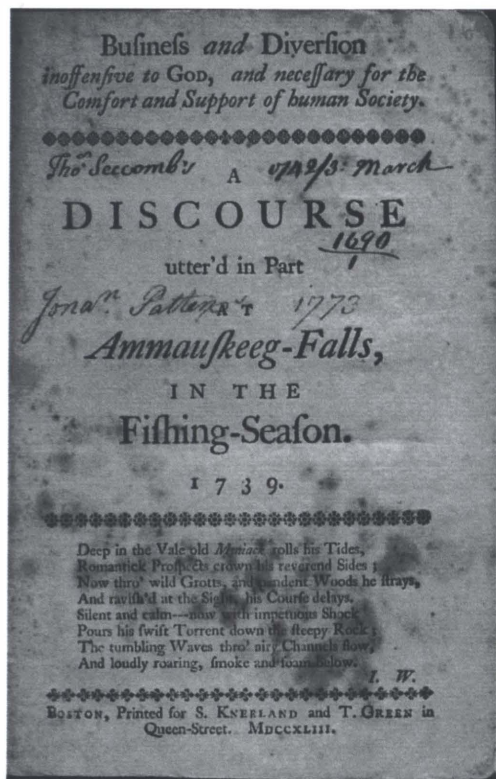 Buſineſs and Diverſion
inoffenſive to GOD, and neceſſary for the
Comfort and Support of human Society.
Thoˢ Seccomb's 1742/3 March
A
DISCOURSE
1690
1
utter'd in Part
Jonaⁿ Patten 1773
AT
Ammauſkeeg-Falls,
IN THE
Fiſhing-Seaſon.
1739.
Deep in the Vale old Moniack rolls his Tides,
Romantick Proſpects crown his reverend Sides;
Now thro' wild Grotts, and pendent Woods he ſtrays,
And raviſh'd at the Sight, his Courſe delays.
Silent and calm—now with impetuous Shock
Pours his ſwift Torrent down the ſteepy Rock;
The tumbling Waves thro' airy Channels flow,
And loudly roaring, ſmoke and foam below.
I. W.
BOSTON, Printed for S. KNEELAND and T. GREEN in
Queen-Street. MDCCXLIII.